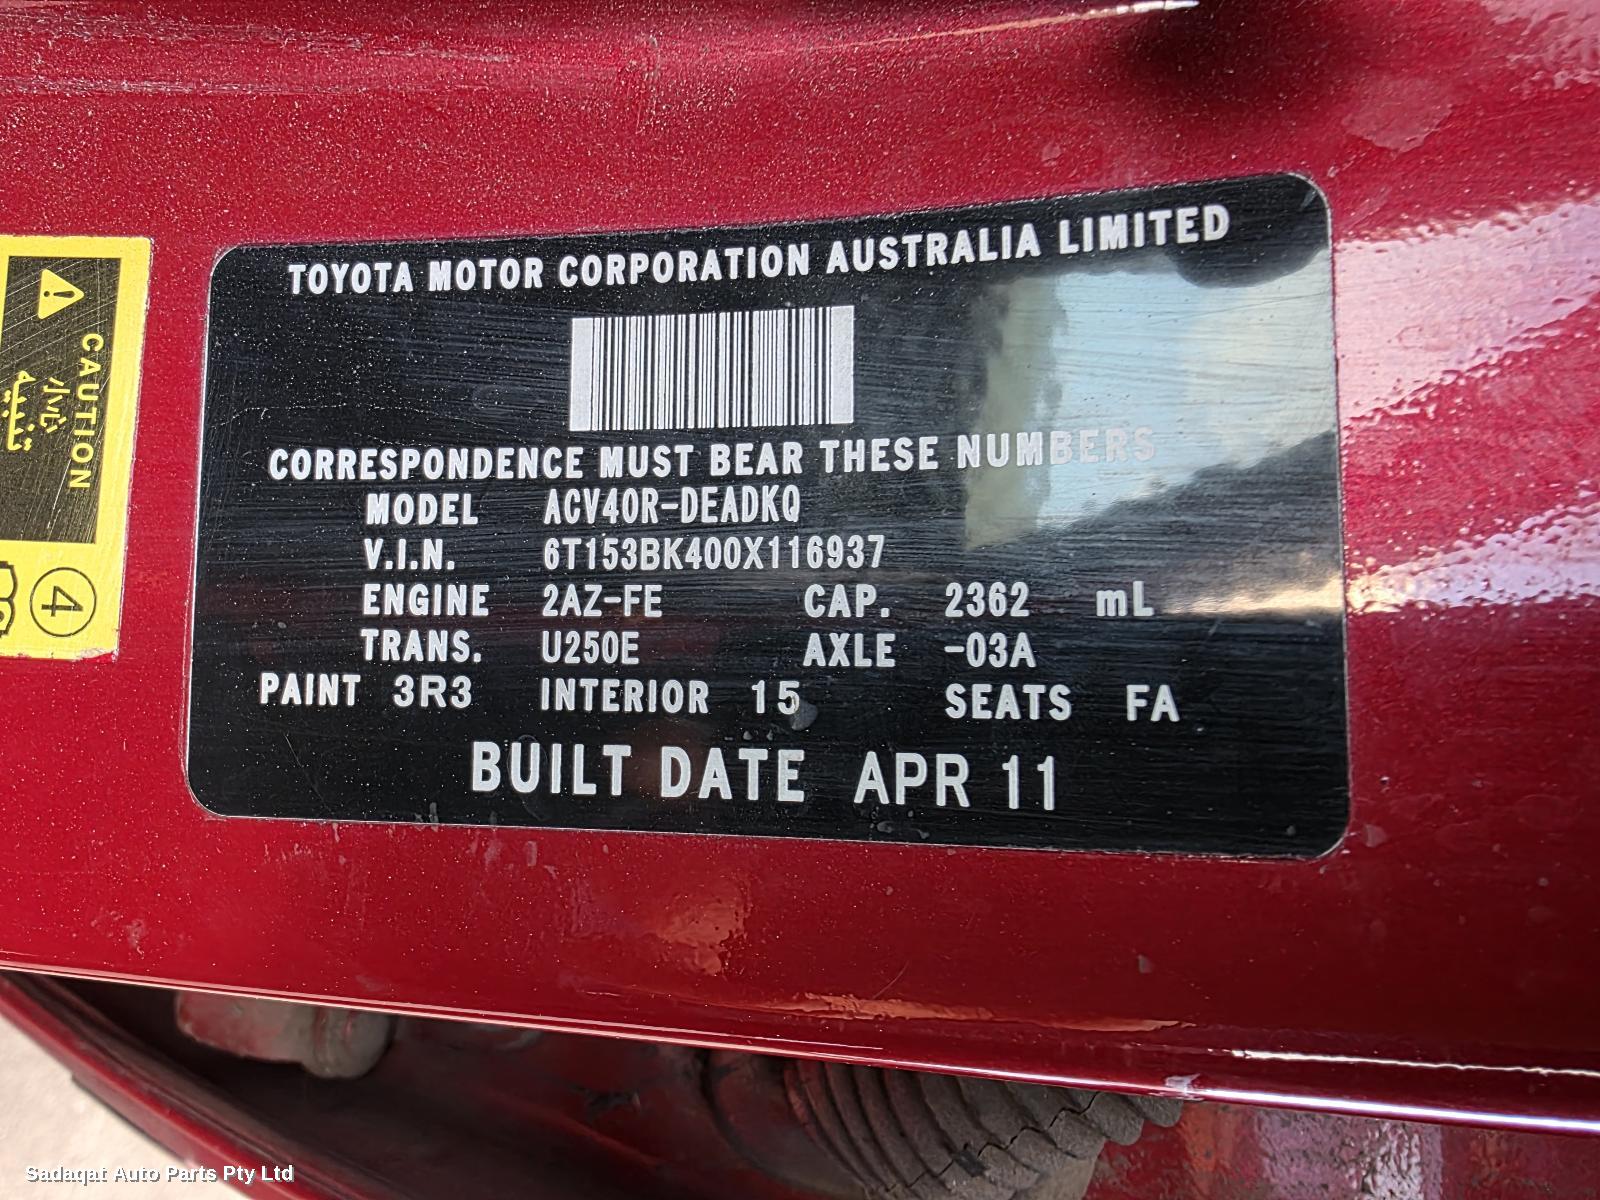 TOYOTA MOTOR CORPORATION AUSTRALIA LIMITED
CORRESPONDENCE MUST BEAR THESE NUMBERS
MODEL ACV40R-DEADKQ
V.I.N. 6T153BK400X116937
ENGINE 2AZ-FE CAP. 2362 mL
TRANS. U250E AXLE -03A
PAINT 3R3 INTERIOR 15 SEATS FA
BUILT DATE APR 11
CAUTION
小心
تنبيه
4
Sadaqat Auto Parts Pty Ltd